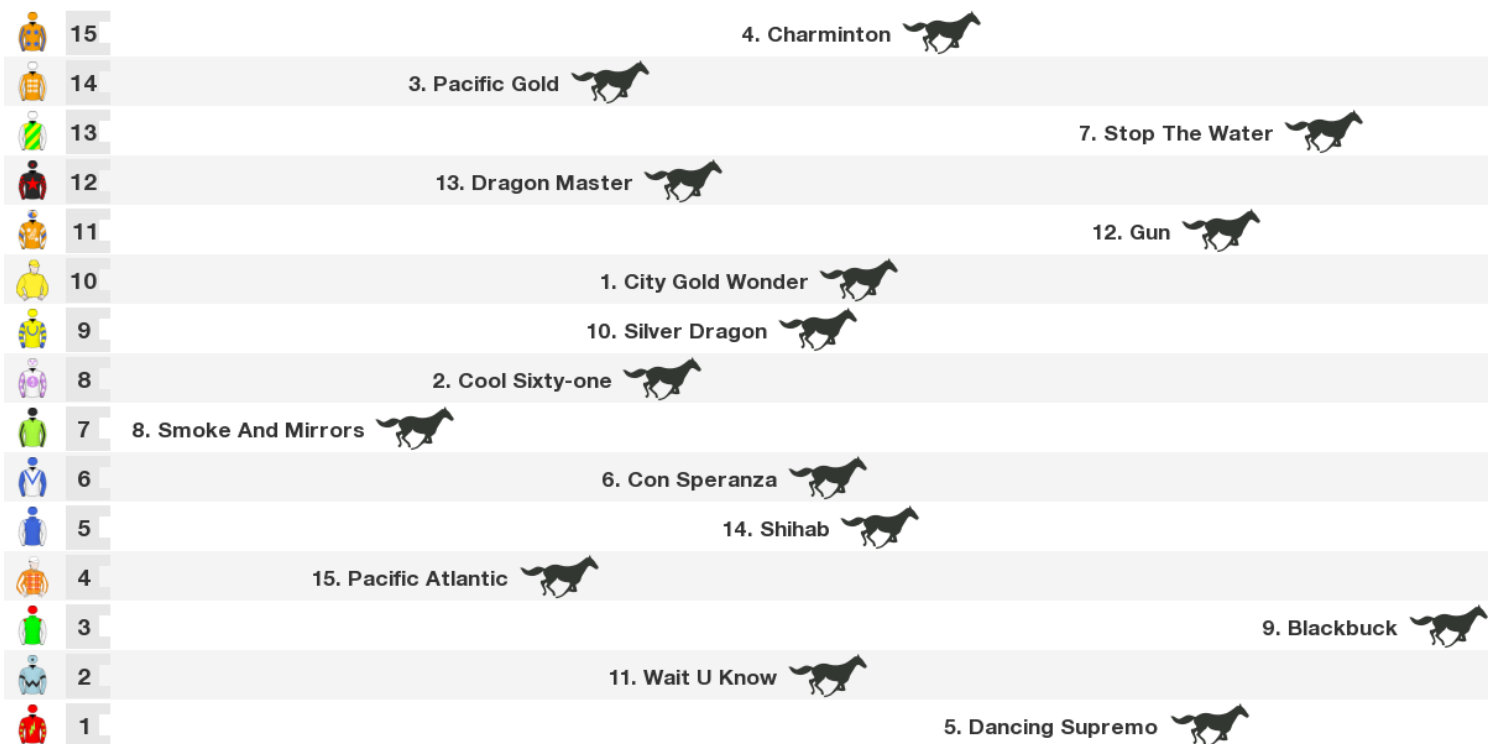 15 4. Charminton
14 3. Pacific Gold
13 7. Stop The Water
12 13. Dragon Master
11 12. Gun
10 1. City Gold Wonder
9 10. Silver Dragon
8 2. Cool Sixty-one
7 8. Smoke And Mirrors
6 6. Con Speranza
5 14. Shihab
4 15. Pacific Atlantic
3 9. Blackbuck
2 11. Wait U Know
1 5. Dancing Supremo